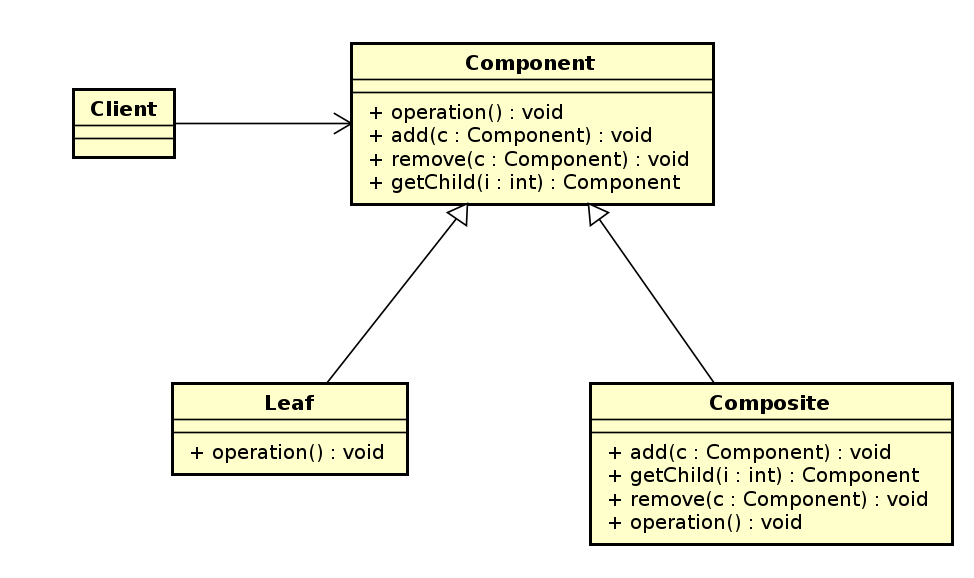 Component
+ operation() : void
+ add(c : Component) : void
+ remove(c : Component) : void
+ getChild(i : int) : Component
Client
Leaf
+ operation() : void
Composite
+ add(c : Component) : void
+ getChild(i : int) : Component
+ remove(c : Component) : void
+ operation() : void